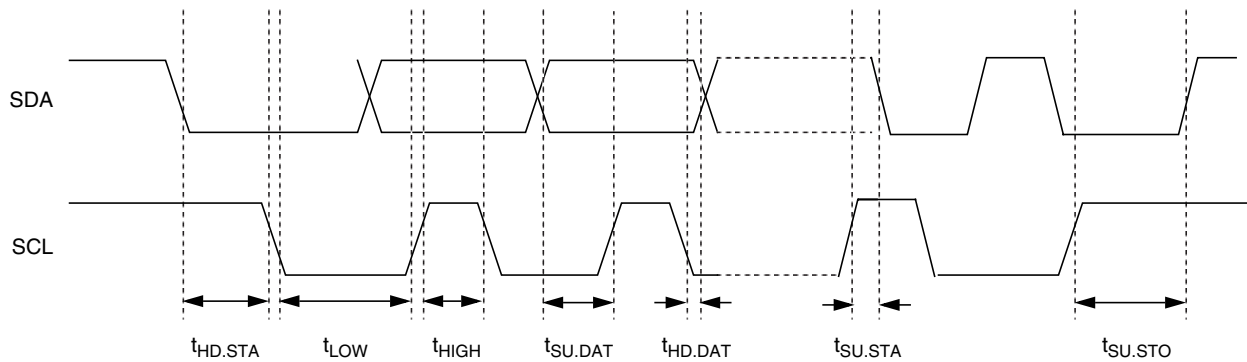 SDA
SCL
tHD.STA tLOW tHIGH tSU.DAT tHD.DAT tSU.STA tSU.STO